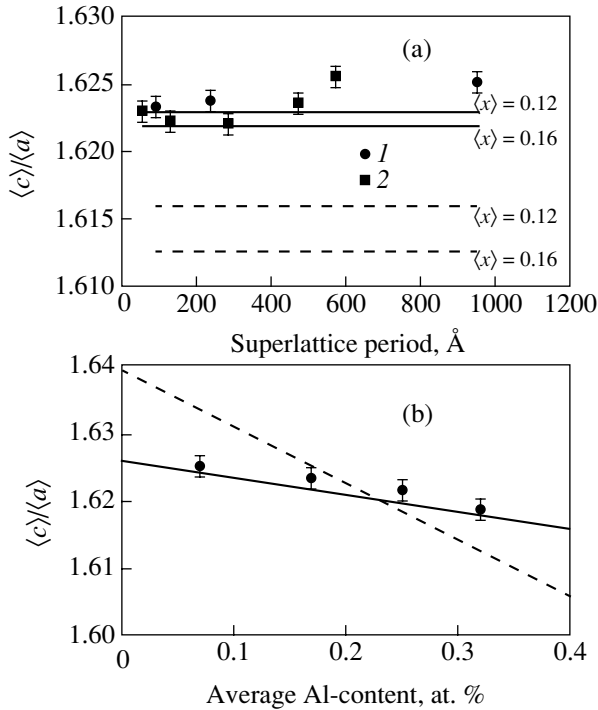 1.630
(a)
1.625
⟨x⟩ = 0.12
⟨x⟩ = 0.16
1.620
1
2
⟨c⟩/⟨a⟩
1.615
⟨x⟩ = 0.12
⟨x⟩ = 0.16
1.610
0 200 400 600 800 1000 1200
Superlattice period, Å
1.64
(b)
1.63
1.62
⟨c⟩/⟨a⟩
1.61
1.60
0 0.1 0.2 0.3 0.4
Average Al-content, at. %